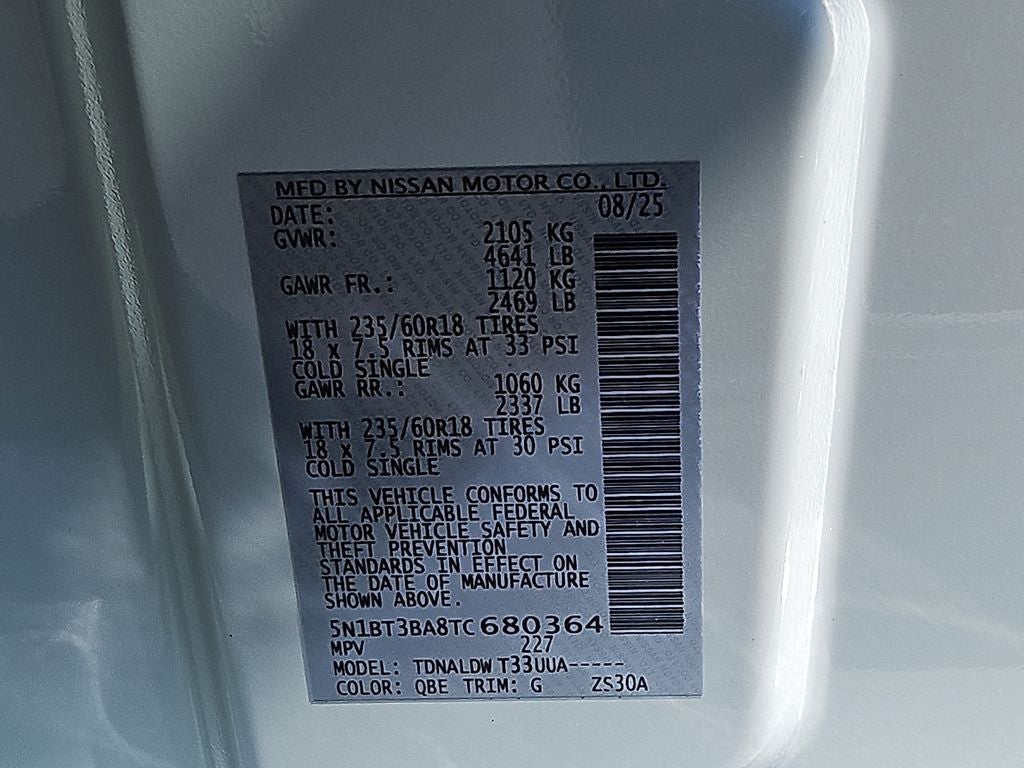 MFD BY NISSAN MOTOR CO., LTD.
DATE: 08/25
GVWR: 2105 KG
4641 LB
GAWR FR.: 1120 KG
2469 LB
WITH 235/60R18 TIRES
18 x 7.5 RIMS AT 33 PSI
COLD SINGLE
GAWR RR.: 1060 KG
2337 LB
WITH 235/60R18 TIRES
18 x 7.5 RIMS AT 30 PSI
COLD SINGLE
THIS VEHICLE CONFORMS TO
ALL APPLICABLE FEDERAL
MOTOR VEHICLE SAFETY AND
THEFT PREVENTION
STANDARDS IN EFFECT ON
THE DATE OF MANUFACTURE
SHOWN ABOVE.
5N1BT3BA8TC680364
MPV 227
MODEL: TDNALDW T33UUA-----
COLOR: QBE TRIM: G ZS30A